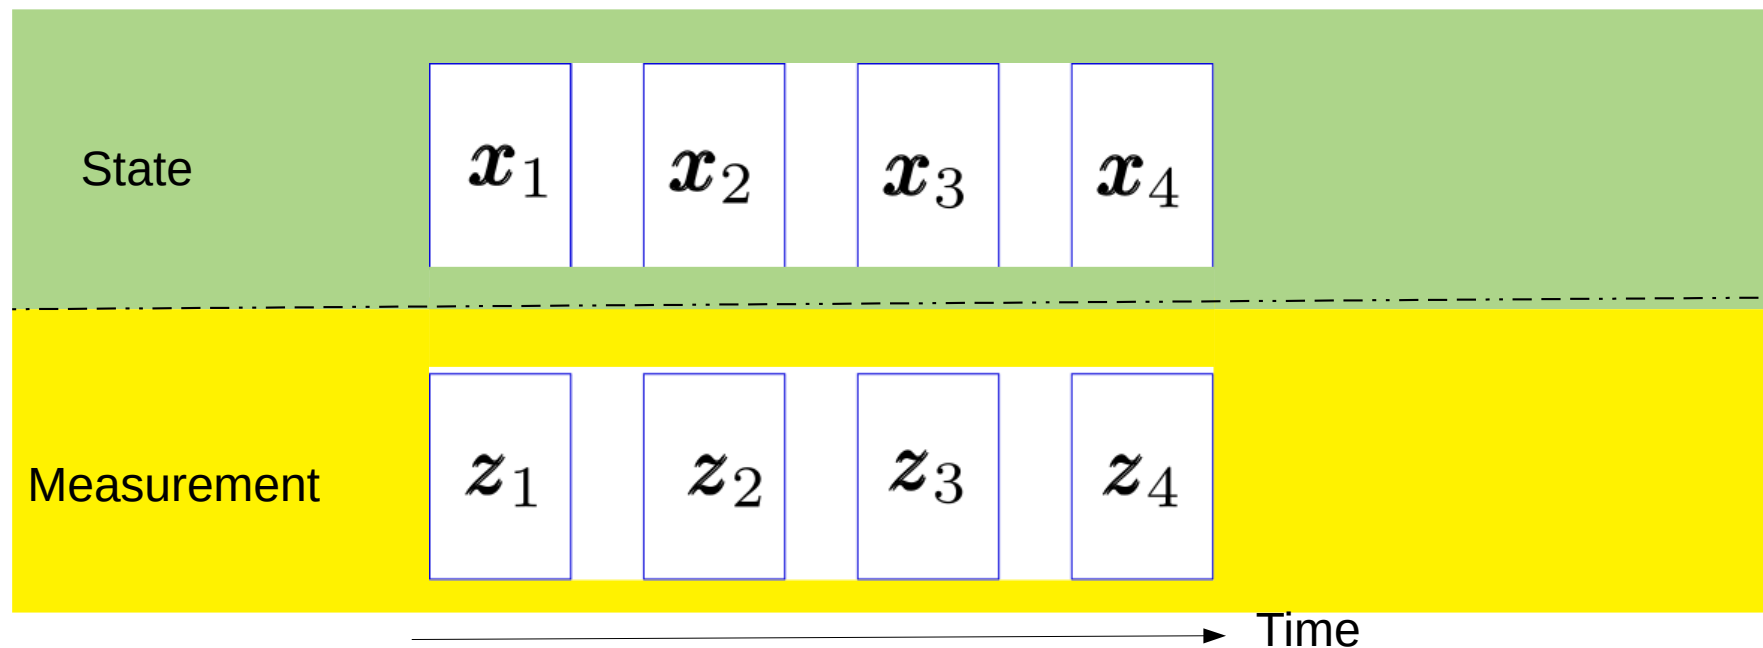 State x₁ x₂ x₃ x₄
Measurement z₁ z₂ z₃ z₄
Time